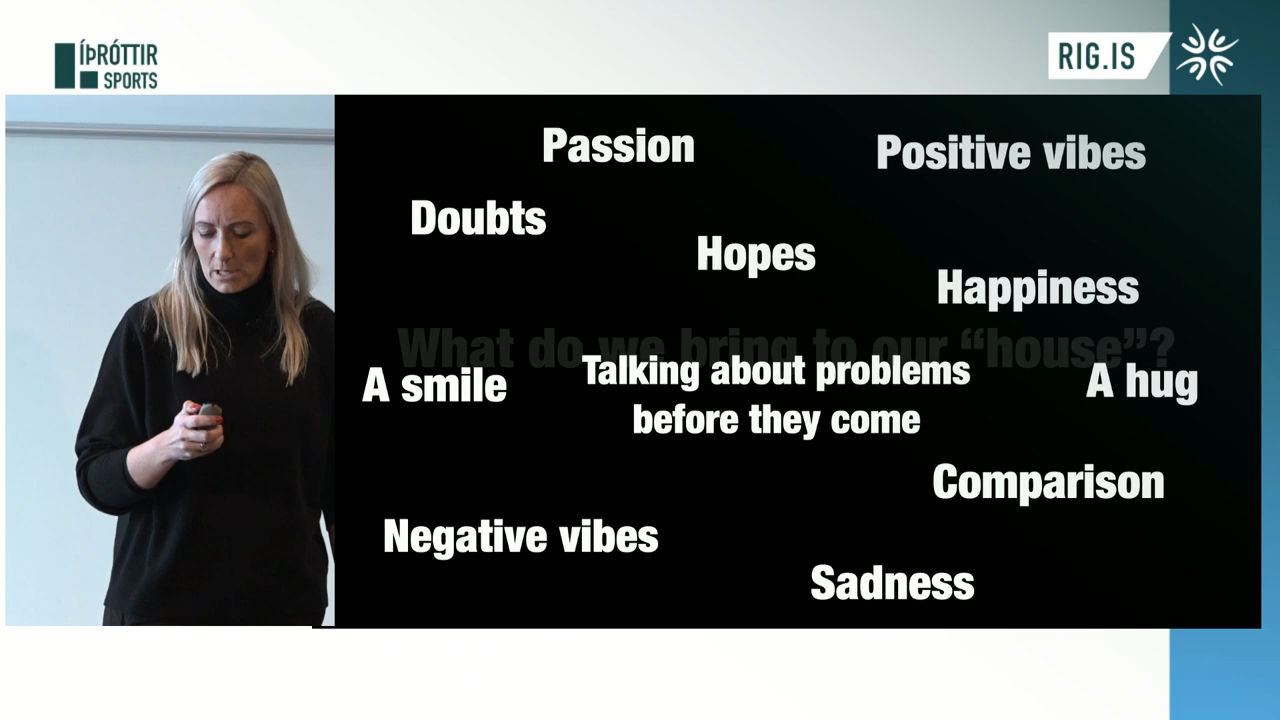 ÍÞRÓTTIR
SPORTS
RIG.IS
Passion
Positive vibes
Doubts
Hopes
Happiness
What do we bring to our “house”?
A smile
Talking about problems
before they come
A hug
Comparison
Negative vibes
Sadness